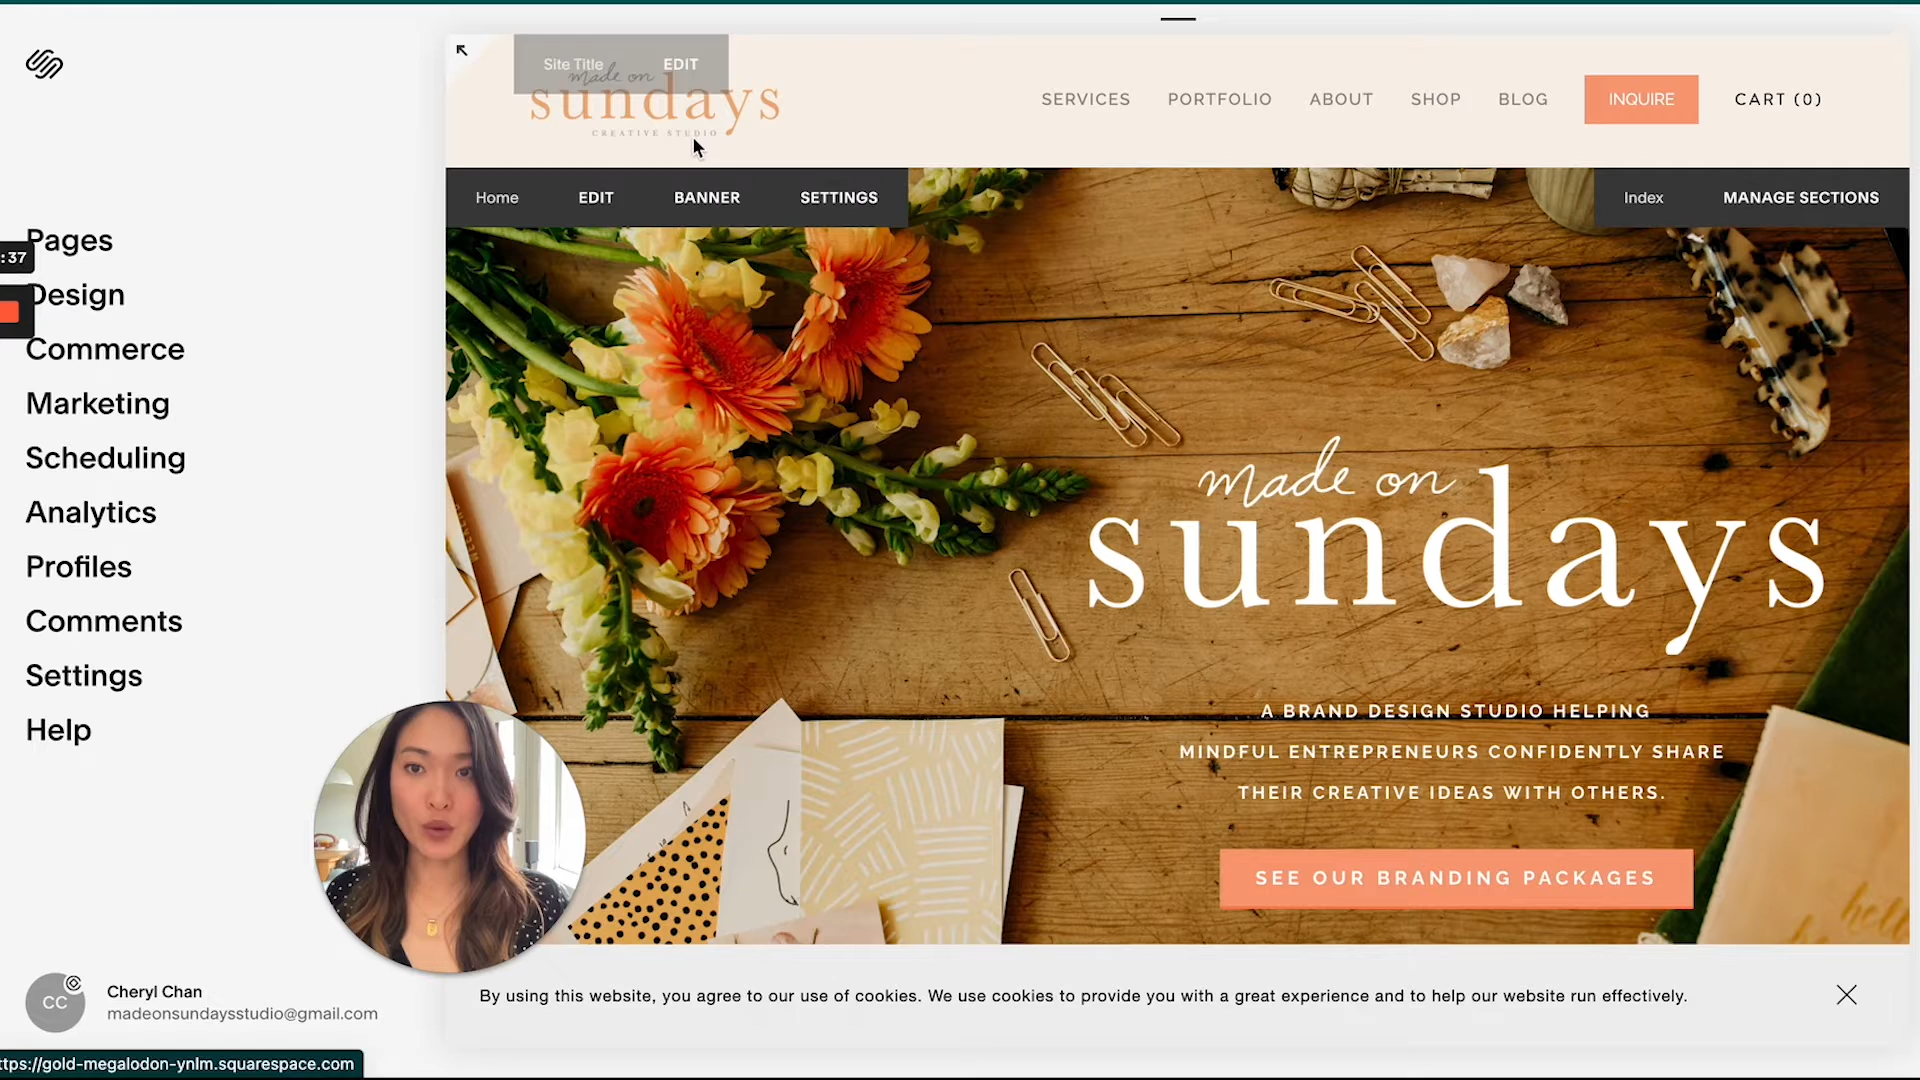 Site Title EDIT
made on
sundays
CREATIVE STUDIO
SERVICES PORTFOLIO ABOUT SHOP BLOG INQUIRE CART (0)
Home EDIT BANNER SETTINGS
Index MANAGE SECTIONS
Pages
:37
Design
Commerce
Marketing
Scheduling
Analytics
Profiles
Comments
Settings
Help
made on
sundays
A BRAND DESIGN STUDIO HELPING
MINDFUL ENTREPRENEURS CONFIDENTLY SHARE
THEIR CREATIVE IDEAS WITH OTHERS.
SEE OUR BRANDING PACKAGES
hell
CC
Cheryl Chan
madeonsundaysstudio@gmail.com
By using this website, you agree to our use of cookies. We use cookies to provide you with a great experience and to help our website run effectively.
ttps://gold-megalodon-ynlm.squarespace.com